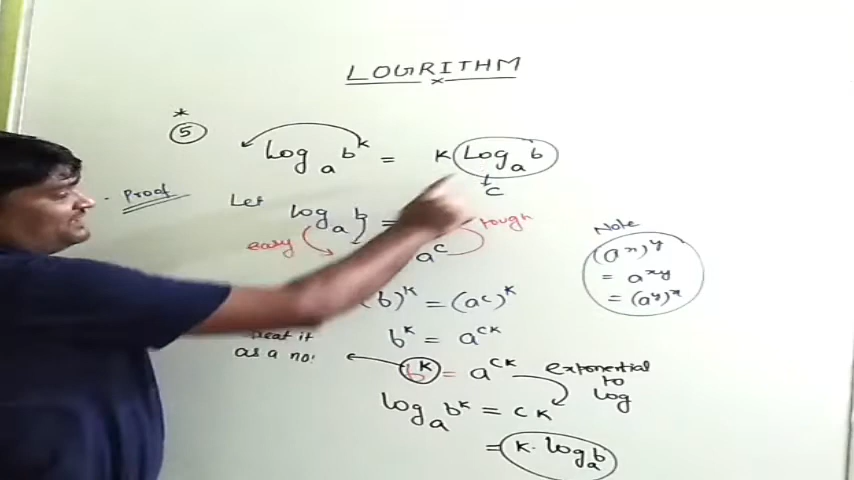 LOGRITHM
*
5 Log_a b^k = K Log_a b
c
Proof
Let log_a b =
easy a^c tough
Note
(a^x)^y
= a^xy
= (a^y)^x
(b)^k = (a^c)^k
b^k = a^ck
as a no:
b^k = a^ck exponential
to
log
log_a b^k = ck
= K. log_a b